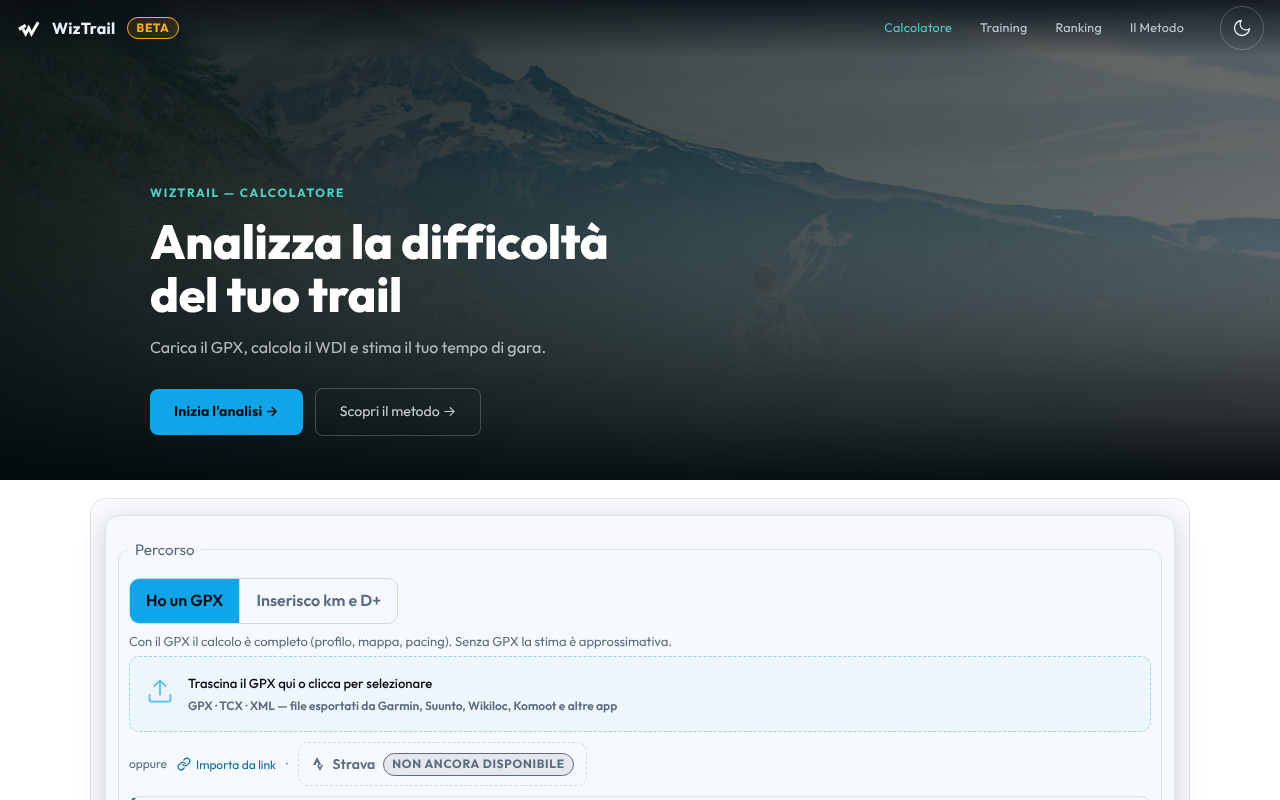 WizTrail BETA Calcolatore Training Ranking Il Metodo
WIZTRAIL — CALCOLATORE
Analizza la difficoltà
del tuo trail
Carica il GPX, calcola il WDI e stima il tuo tempo di gara.
Inizia l'analisi → Scopri il metodo →
Percorso
Ho un GPX Inserisco km e D+
Con il GPX il calcolo è completo (profilo, mappa, pacing). Senza GPX la stima è approssimativa.
Trascina il GPX qui o clicca per selezionare
GPX · TCX · XML — file esportati da Garmin, Suunto, Wikiloc, Komoot e altre app
oppure Importa da link · Strava NON ANCORA DISPONIBILE